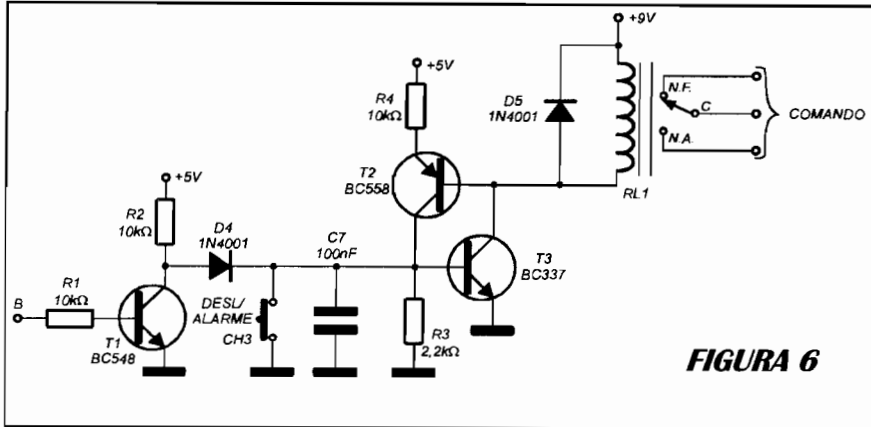 +9V
+5V
R4
10kΩ
D5
1N4001
N.F.
C
N.A.
COMANDO
RL1
T2
BC558
+5V
R2
10kΩ
D4
1N4001
C7
100nF
T3
BC337
B
R1
10kΩ
DESL/
ALARME
CH3
R3
2,2kΩ
T1
BC548
FIGURA 6